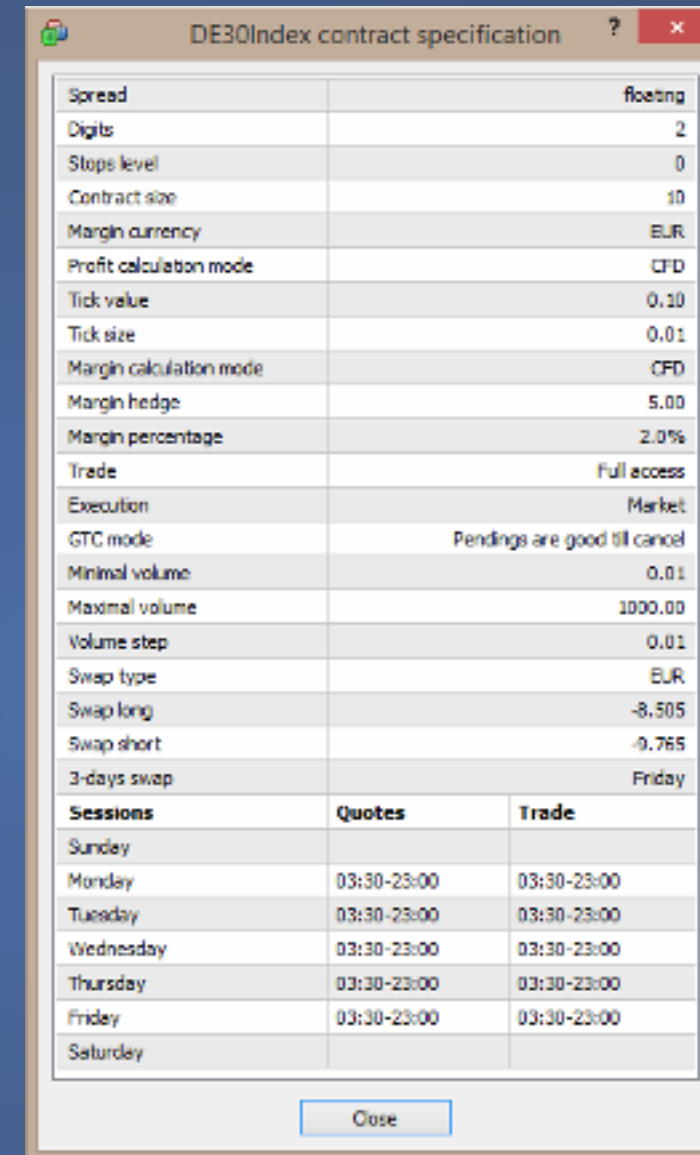 DE30Index contract specification ? ×
Spread floating
Digits 2
Stops level 0
Contract size 10
Margin currency EUR
Profit calculation mode CFD
Tick value 0.10
Tick size 0.01
Margin calculation mode CFD
Margin hedge 5.00
Margin percentage 2.0%
Trade Full access
Execution Market
GTC mode Pendings are good till cancel
Minimal volume 0.01
Maximal volume 1000.00
Volume step 0.01
Swap type EUR
Swap long -8.505
Swap short -9.765
3-days swap Friday
Sessions Quotes Trade
Sunday
Monday 03:30-23:00 03:30-23:00
Tuesday 03:30-23:00 03:30-23:00
Wednesday 03:30-23:00 03:30-23:00
Thursday 03:30-23:00 03:30-23:00
Friday 03:30-23:00 03:30-23:00
Saturday
Close